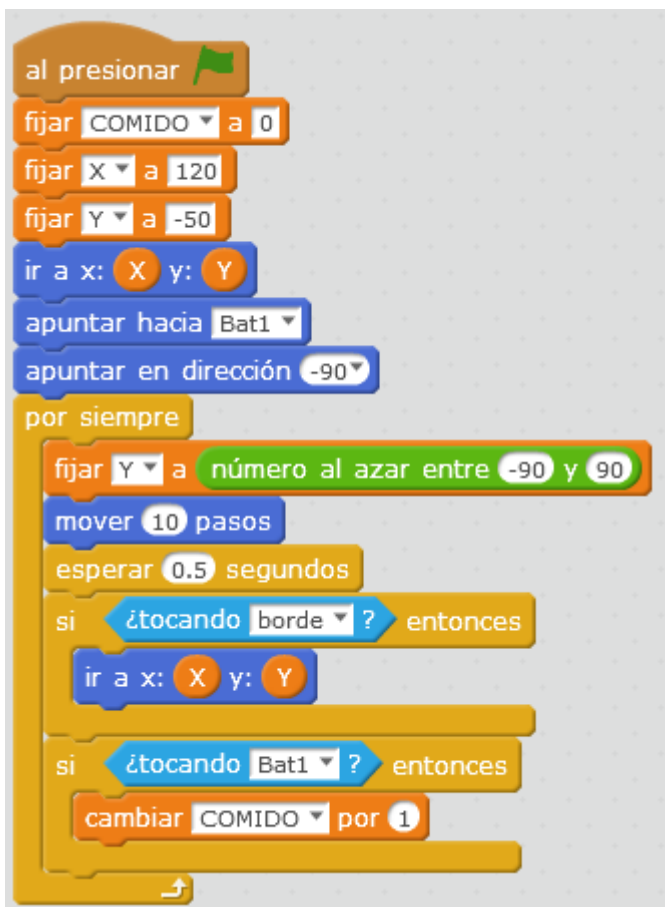 al presionar
fijar COMIDO a 0
fijar X a 120
fijar Y a -50
ir a x: X y: Y
apuntar hacia Bat1
apuntar en dirección -90
por siempre
fijar Y a número al azar entre -90 y 90
mover 10 pasos
esperar 0.5 segundos
si ¿tocando borde ? entonces
ir a x: X y: Y
si ¿tocando Bat1 ? entonces
cambiar COMIDO por 1